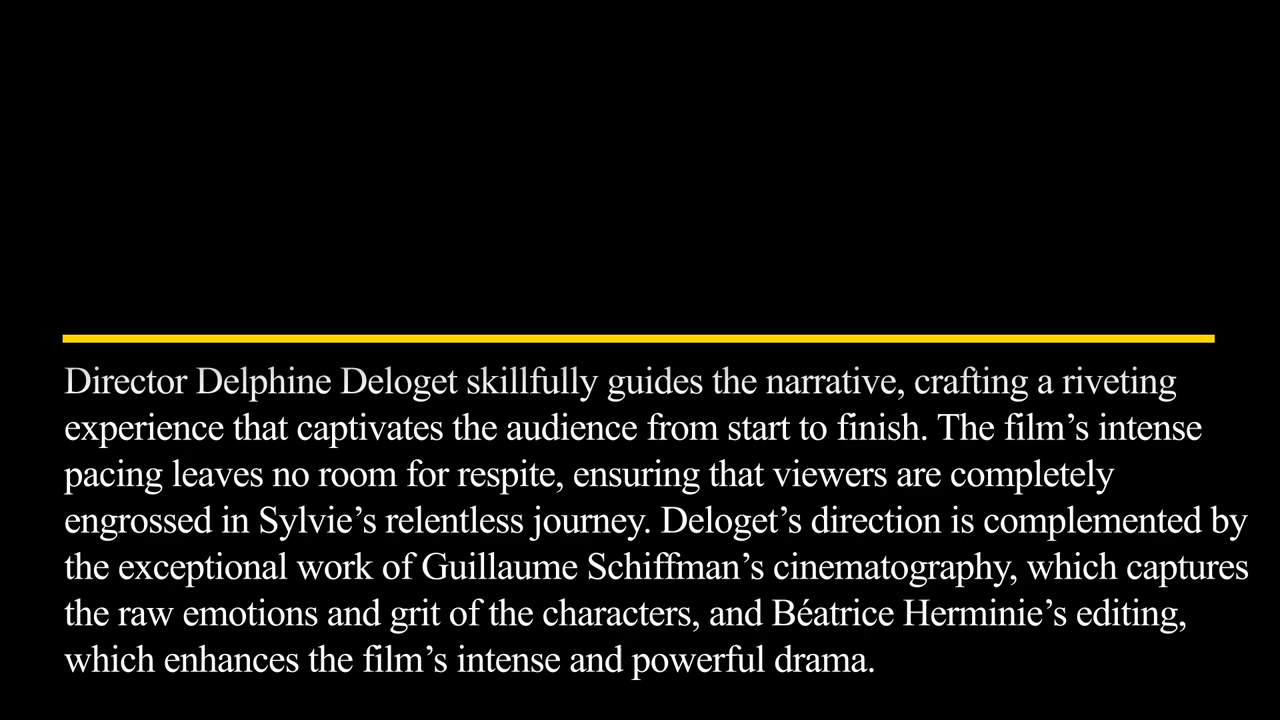 Director Delphine Deloget skillfully guides the narrative, crafting a riveting
experience that captivates the audience from start to finish. The film’s intense
pacing leaves no room for respite, ensuring that viewers are completely
engrossed in Sylvie’s relentless journey. Deloget’s direction is complemented by
the exceptional work of Guillaume Schiffman’s cinematography, which captures
the raw emotions and grit of the characters, and Béatrice Herminie’s editing,
which enhances the film’s intense and powerful drama.